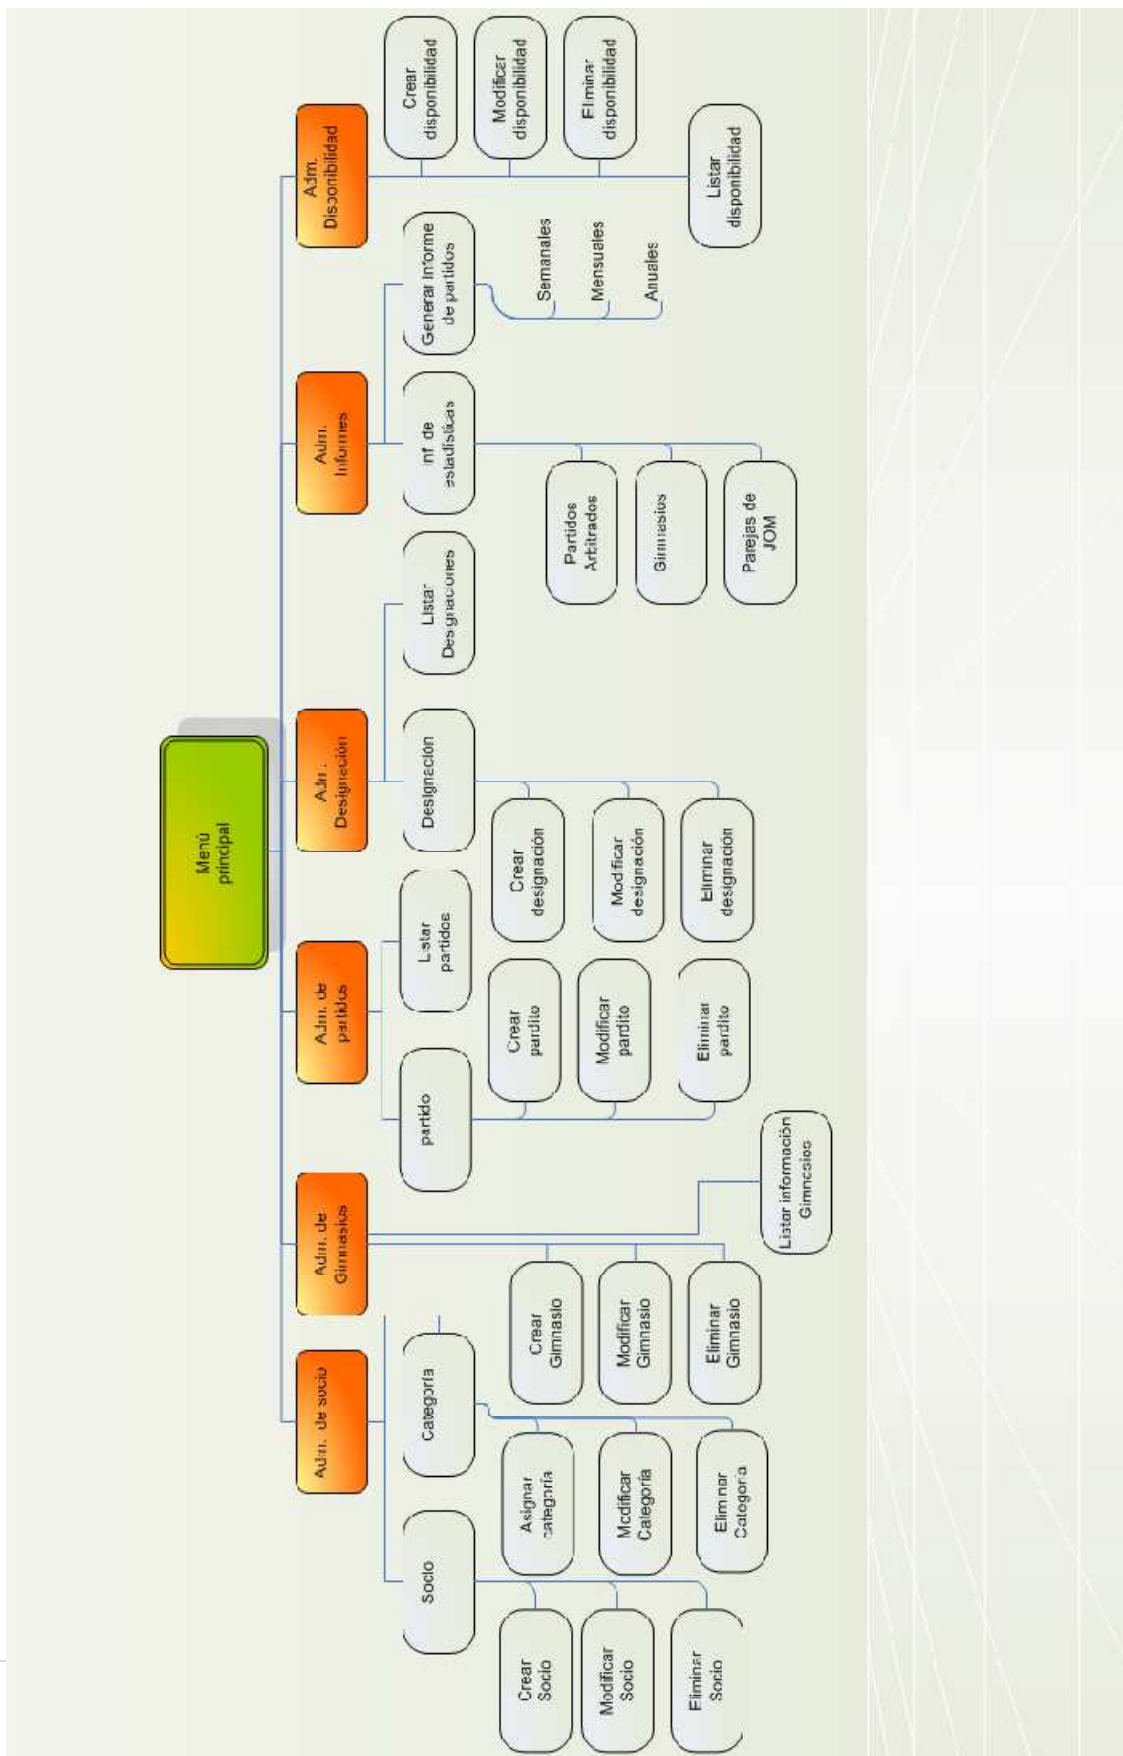 Menú
principal
Adm. de socio
Adm. de
Gimnasios
Adm. de
partidos
Adm.
Designación
Adm.
Informes
Adm.
Disponibilidad
Socio
Crear
Socio
Modificar
Socio
Eliminar
Socio
Categoría
Asignar
categoría
Modificar
Categoría
Eliminar
Categoría
Crear
Gimnasio
Modificar
Gimnasio
Eliminar
Gimnasio
Listar información
Gimnasios
partido
Crear
pardito
Modificar
pardito
Eliminar
pardito
Listar
partidos
Designación
Crear
designación
Modificar
designación
Eliminar
designación
Listar
Designaciones
Inf de
estadísticas
Partidos
Arbitrados
Gimnasios
Parejas de
JOM
Generar Informe
de partidos
Semanales
Mensuales
Anuales
Crear
disponibilidad
Modificar
disponibilidad
Eliminar
disponibilidad
Listar
disponibilidad